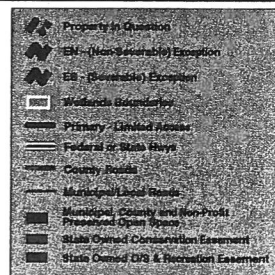 Property In Question
EN - (Non-Severable) Exception
ES - (Severable) Exception
Wetlands Boundaries
Primary - Limited Access
Federal or State Hwys
County Roads
Municipal/Local Roads
Municipal, County and Non-Profit
Preserved Open Space
State Owned Conservation Easement
State Owned O/S & Recreation Easement